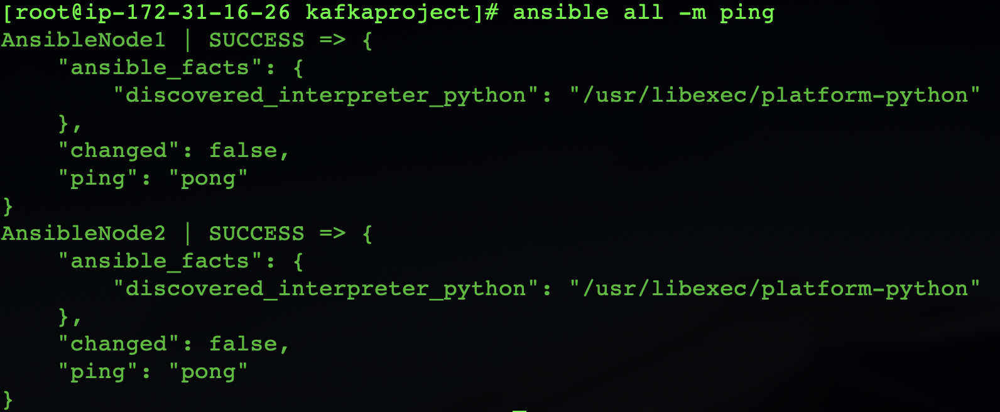 [root@ip-172-31-16-26 kafkaproject]# ansible all -m ping
AnsibleNode1 | SUCCESS => {
    "ansible_facts": {
        "discovered_interpreter_python": "/usr/libexec/platform-python"
    },
    "changed": false,
    "ping": "pong"
}
AnsibleNode2 | SUCCESS => {
    "ansible_facts": {
        "discovered_interpreter_python": "/usr/libexec/platform-python"
    },
    "changed": false,
    "ping": "pong"
}